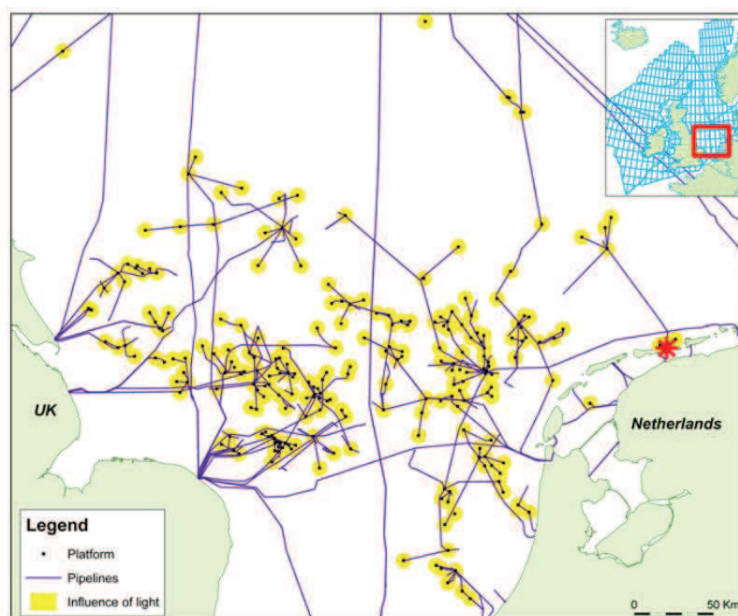 UK
Netherlands
Legend
Platform
Pipelines
Influence of light
0 50 Km